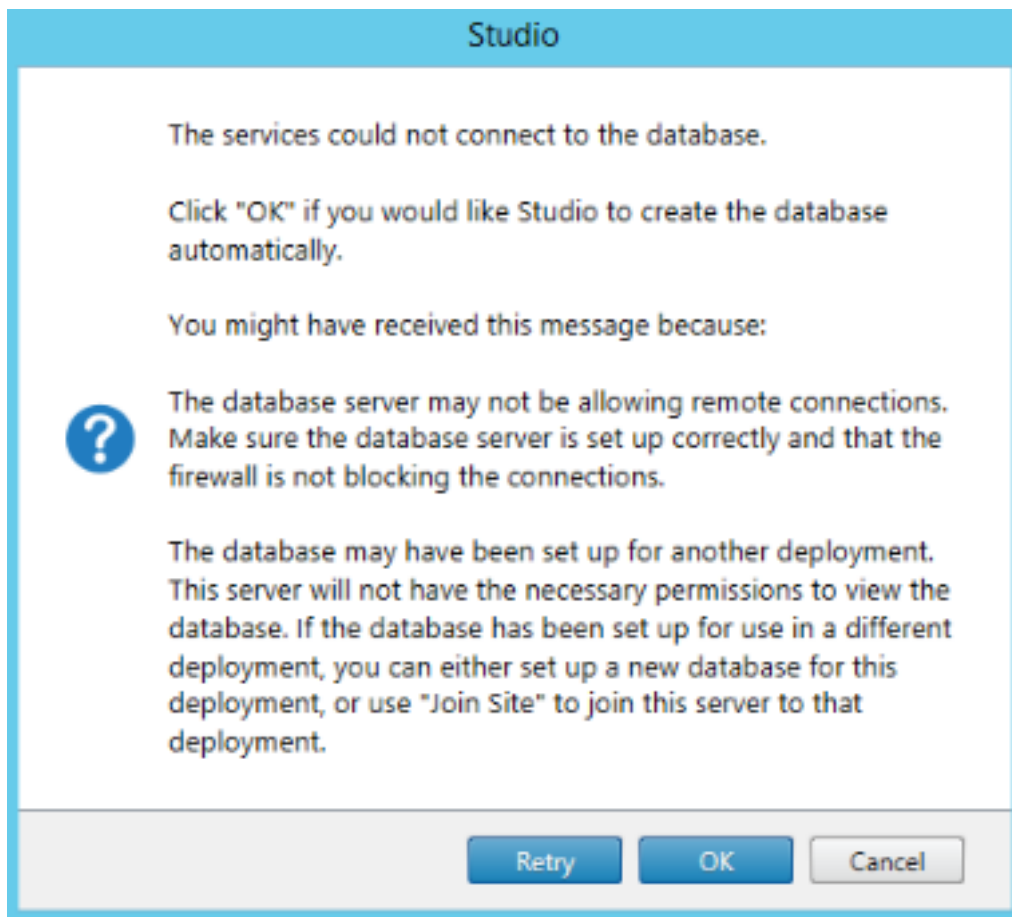 Studio
The services could not connect to the database.
Click "OK" if you would like Studio to create the database
automatically.
You might have received this message because:
The database server may not be allowing remote connections.
Make sure the database server is set up correctly and that the
firewall is not blocking the connections.
The database may have been set up for another deployment.
This server will not have the necessary permissions to view the
database. If the database has been set up for use in a different
deployment, you can either set up a new database for this
deployment, or use "Join Site" to join this server to that
deployment.
Retry
OK
Cancel